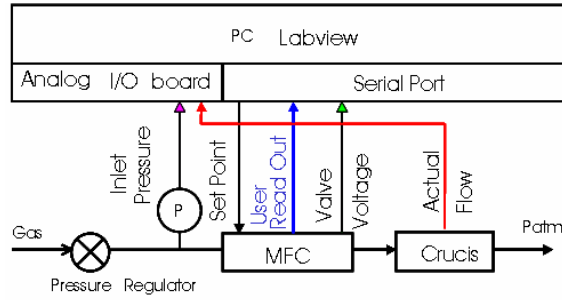 PC Labview
Analog I/O board
Serial Port
Inlet
Pressure
Set Point
User
Read Out
Valve
Voltage
Actual
Flow
P
Gas
Patm
MFC
Crucis
Pressure Regulator